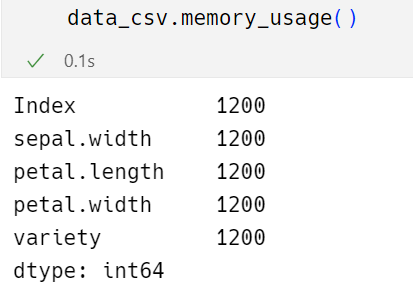 data_csv.memory_usage()
0.1s
Index 1200
sepal.width 1200
petal.length 1200
petal.width 1200
variety 1200
dtype: int64